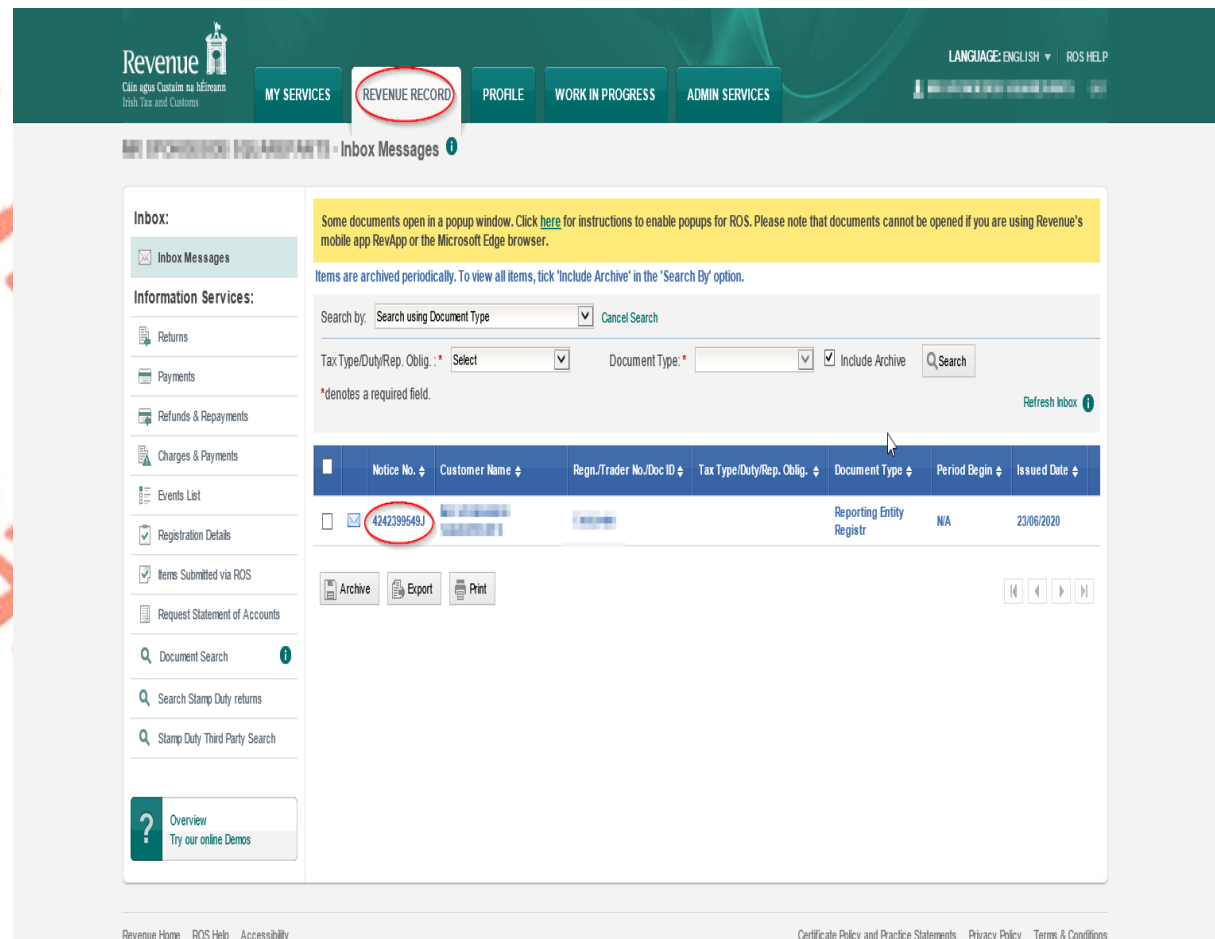 Revenue
Cáin agus Custaim na hÉireann
Irish Tax and Customs
LANGUAGE: ENGLISH ROS HELP
MY SERVICES REVENUE RECORD PROFILE WORK IN PROGRESS ADMIN SERVICES
- Inbox Messages i
Inbox:
Inbox Messages
Information Services:
Returns
Payments
Refunds & Repayments
Charges & Payments
Events List
Registration Details
Items Submitted via ROS
Request Statement of Accounts
Document Search i
Search Stamp Duty returns
Stamp Duty Third Party Search
? Overview
Try our online Demos
Some documents open in a popup window. Click here for instructions to enable popups for ROS. Please note that documents cannot be opened if you are using Revenue's
mobile app RevApp or the Microsoft Edge browser.
Items are archived periodically. To view all items, tick 'Include Archive' in the 'Search By' option.
Search by: Search using Document Type Cancel Search
Tax Type/Duty/Rep. Oblig. :* Select Document Type: * Include Archive Search
*denotes a required field.
Refresh Inbox i
Notice No. Customer Name Regn./Trader No./Doc ID Tax Type/Duty/Rep. Oblig. Document Type Period Begin Issued Date
4242399549J Reporting Entity N/A 23/06/2020
Registr
Archive Export Print
Revenue Home ROS Help Accessibility Certificate Policy and Practice Statements Privacy Policy Terms & Conditions